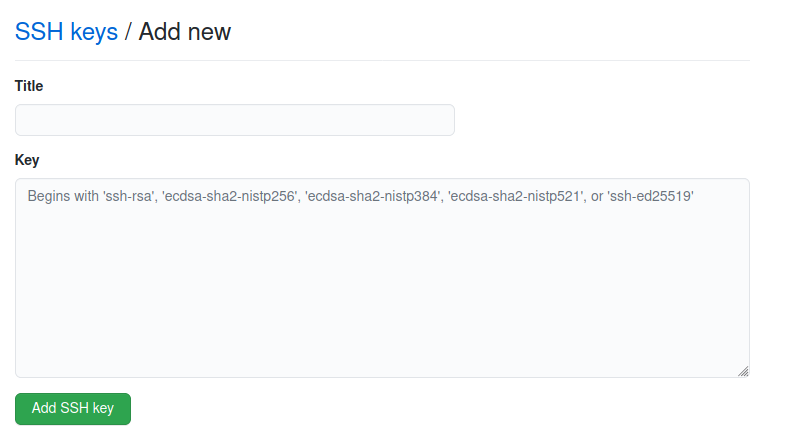 SSH keys / Add new
Title
Key
Begins with 'ssh-rsa', 'ecdsa-sha2-nistp256', 'ecdsa-sha2-nistp384', 'ecdsa-sha2-nistp521', or 'ssh-ed25519'
Add SSH key